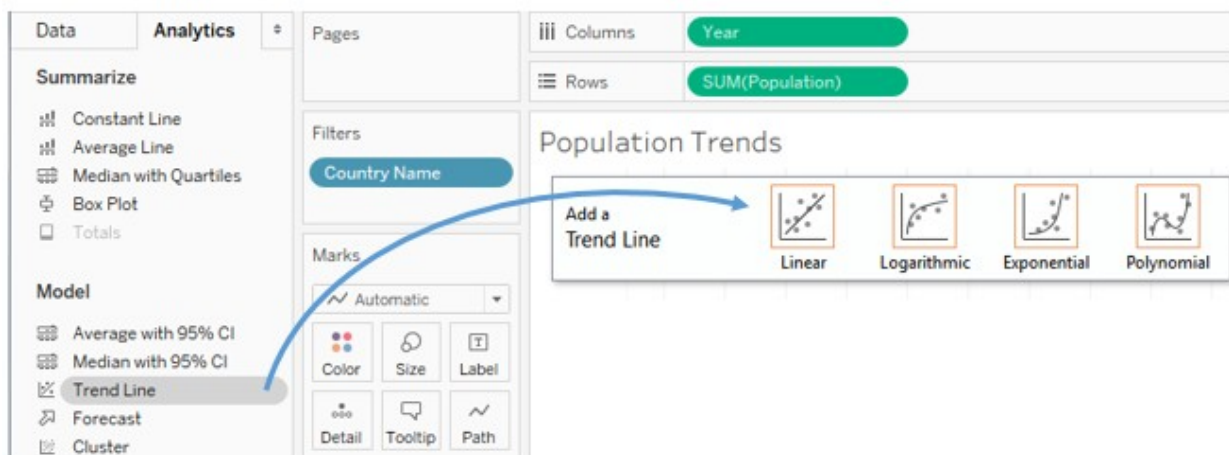 Data
Analytics
Summarize
Constant Line
Average Line
Median with Quartiles
Box Plot
Totals
Model
Average with 95% CI
Median with 95% CI
Trend Line
Forecast
Cluster
Pages
Filters
Country Name
Marks
Automatic
Color Size Label
Detail Tooltip Path
Columns Year
Rows SUM(Population)
Population Trends
Add a
Trend Line
Linear Logarithmic Exponential Polynomial